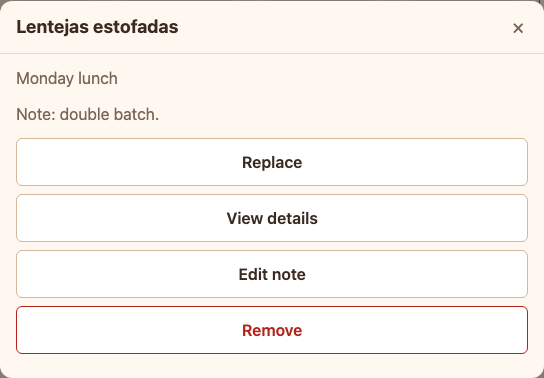 Lentejas estofadas
×
Monday lunch
Note: double batch.
Replace
View details
Edit note
Remove